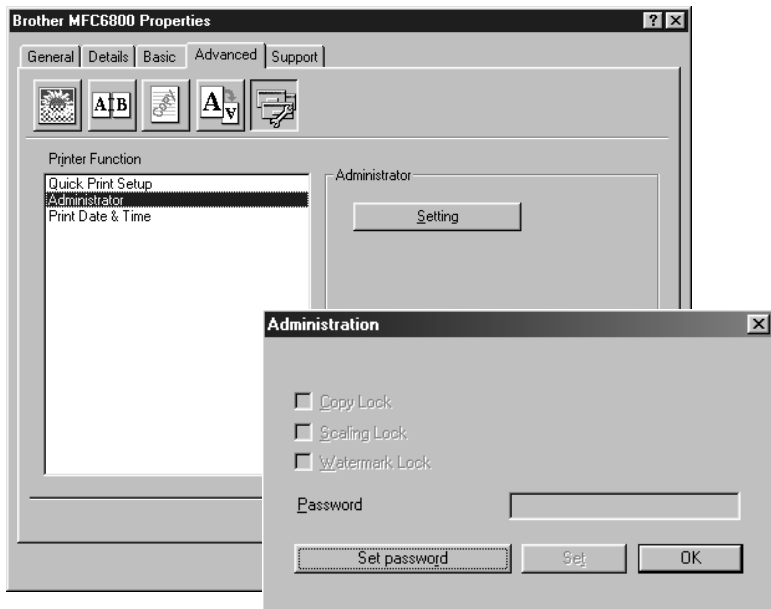 Brother MFC6800 Properties
General Details Basic Advanced Support
A B
A A
Printer Function
Quick Print Setup
Administrator
Print Date & Time
Administrator
Setting
Administration
Copy Lock
Scaling Lock
Watermark Lock
Password
Set password Set OK